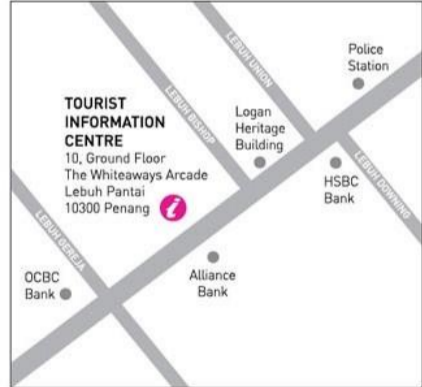 LEBUH UNION
Police
Station
LEBUH BISHOP
TOURIST
INFORMATION
CENTRE
10, Ground Floor
The Whiteaways Arcade
Lebuh Pantai
10300 Penang
i
Logan
Heritage
Building
HSBC
Bank
LEBUH DOWNING
LEBUH GEREJA
OCBC
Bank
Alliance
Bank